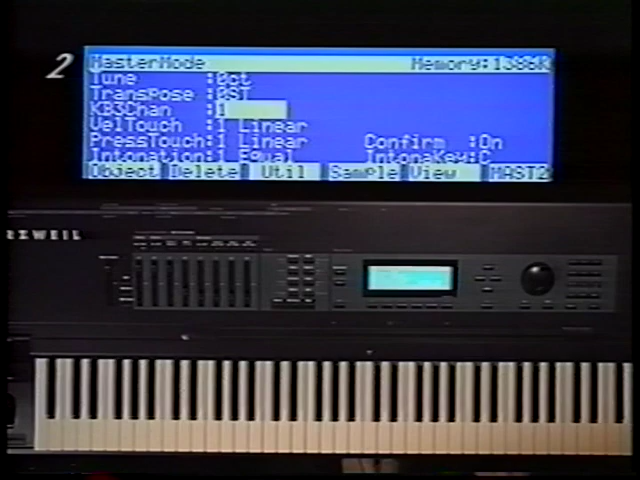 2
MasterMode Memory:1386K
Tune :0ct
Transpose :0ST
KB3Chan :1
VelTouch :1 Linear
PressTouch:1 Linear Confirm :On
Intonation:1 Equal IntonaKey:C
Object Delete Util Sample View MAST2
RZWEIL